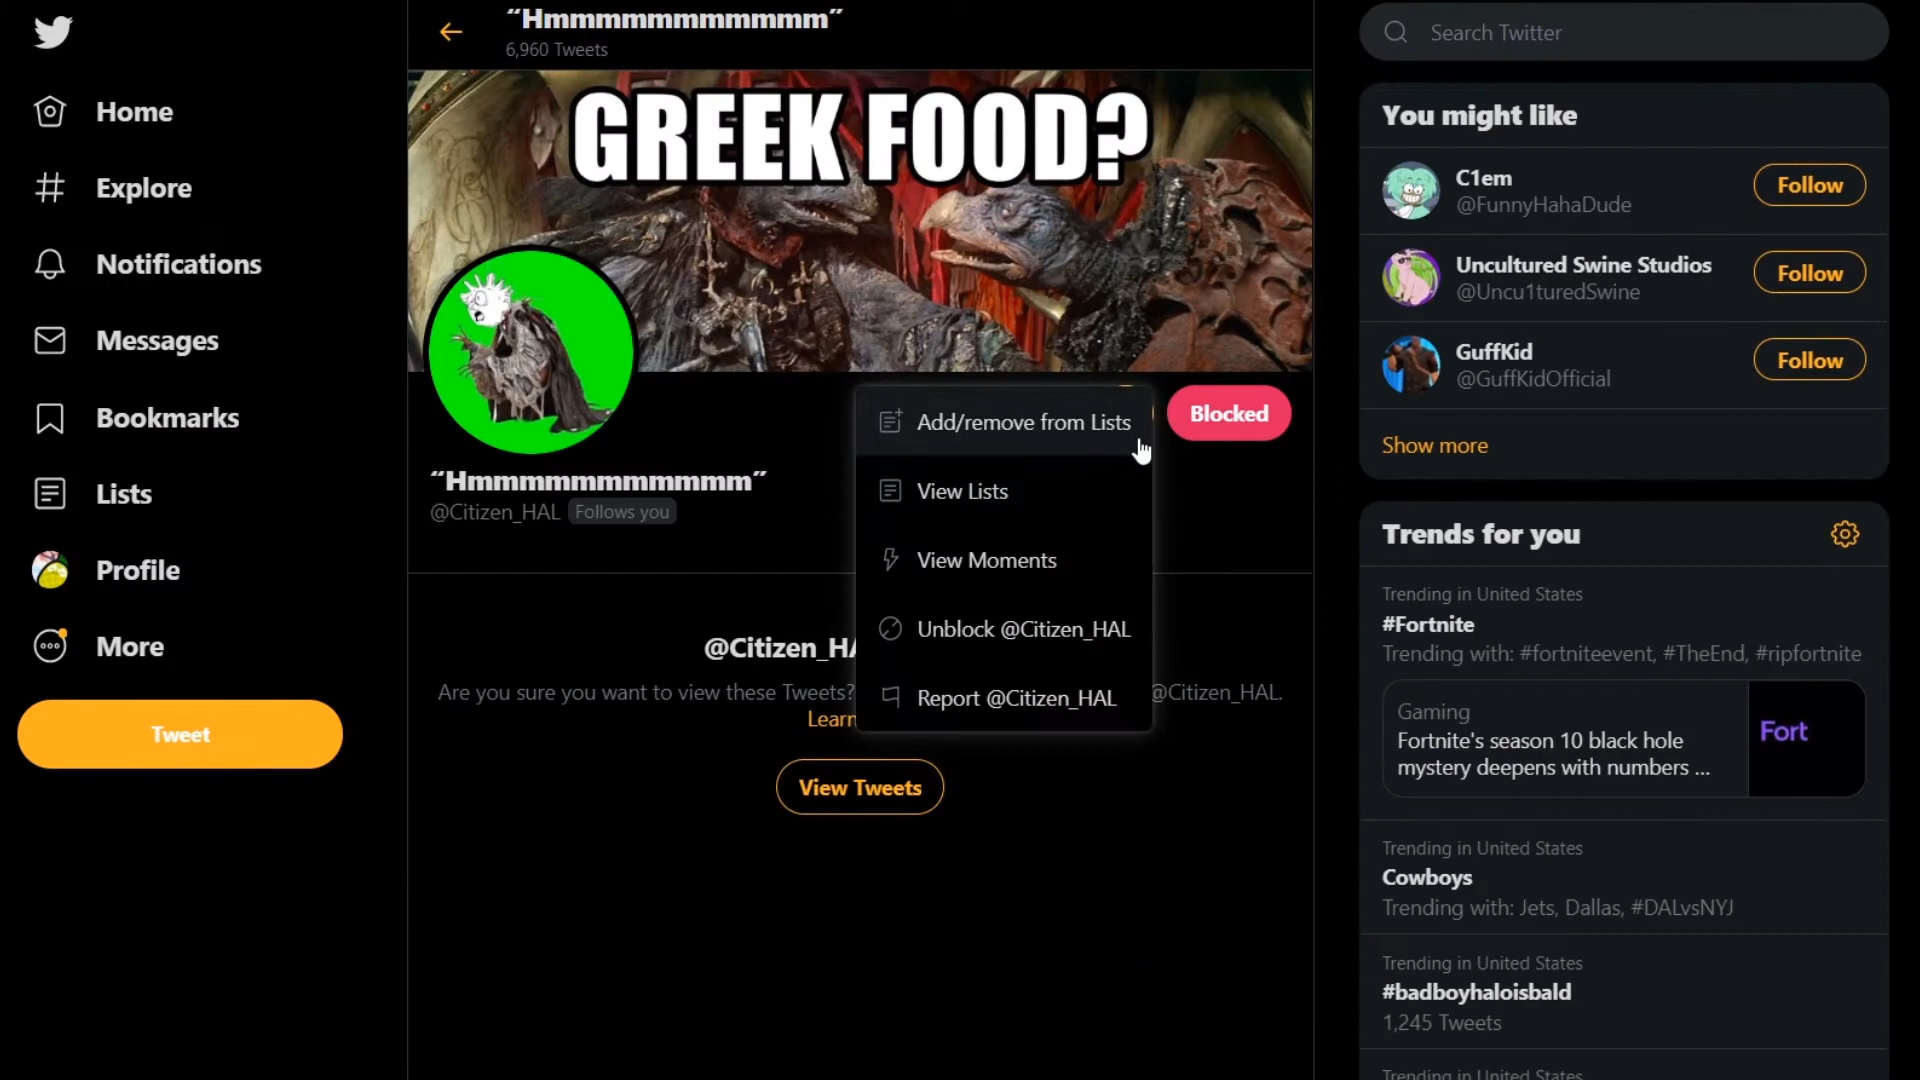 Home
Explore
Notifications
Messages
Bookmarks
Lists
Profile
More
Tweet
“Hmmmmmmmmmmmm”
6,960 Tweets
GREEK FOOD?
Blocked
“Hmmmmmmmmmmmm”
@Citizen_HAL Follows you
Add/remove from Lists
View Lists
View Moments
Unblock @Citizen_HAL
Report @Citizen_HAL
@Citizen_HA
Are you sure you want to view these Tweets? @Citizen_HAL.
Learn
View Tweets
Search Twitter
You might like
C1em
@FunnyHahaDude
Follow
Uncultured Swine Studios
@Uncu1turedSwine
Follow
GuffKid
@GuffKidOfficial
Follow
Show more
Trends for you
Trending in United States
#Fortnite
Trending with: #fortniteevent, #TheEnd, #ripfortnite
Gaming
Fortnite's season 10 black hole
mystery deepens with numbers ...
Fort
Trending in United States
Cowboys
Trending with: Jets, Dallas, #DALvsNYJ
Trending in United States
#badboyhaloisbald
1,245 Tweets
Trending in United States